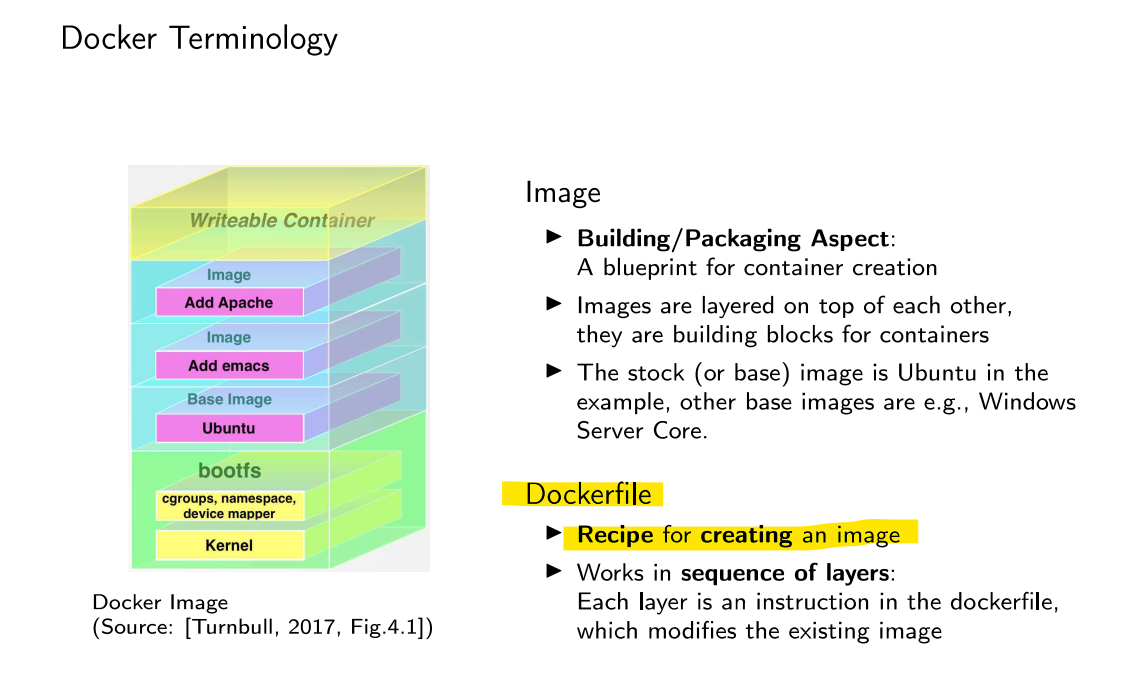 Docker Terminology
Writeable Container
Image
Add Apache
Image
Add emacs
Base Image
Ubuntu
bootfs
cgroups, namespace,
device mapper
Kernel
Docker Image
(Source: [Turnbull, 2017, Fig.4.1])
Image
▶ Building/Packaging Aspect:
A blueprint for container creation
▶ Images are layered on top of each other,
they are building blocks for containers
▶ The stock (or base) image is Ubuntu in the
example, other base images are e.g., Windows
Server Core.
Dockerfile
▶ Recipe for creating an image
▶ Works in sequence of layers:
Each layer is an instruction in the dockerfile,
which modifies the existing image